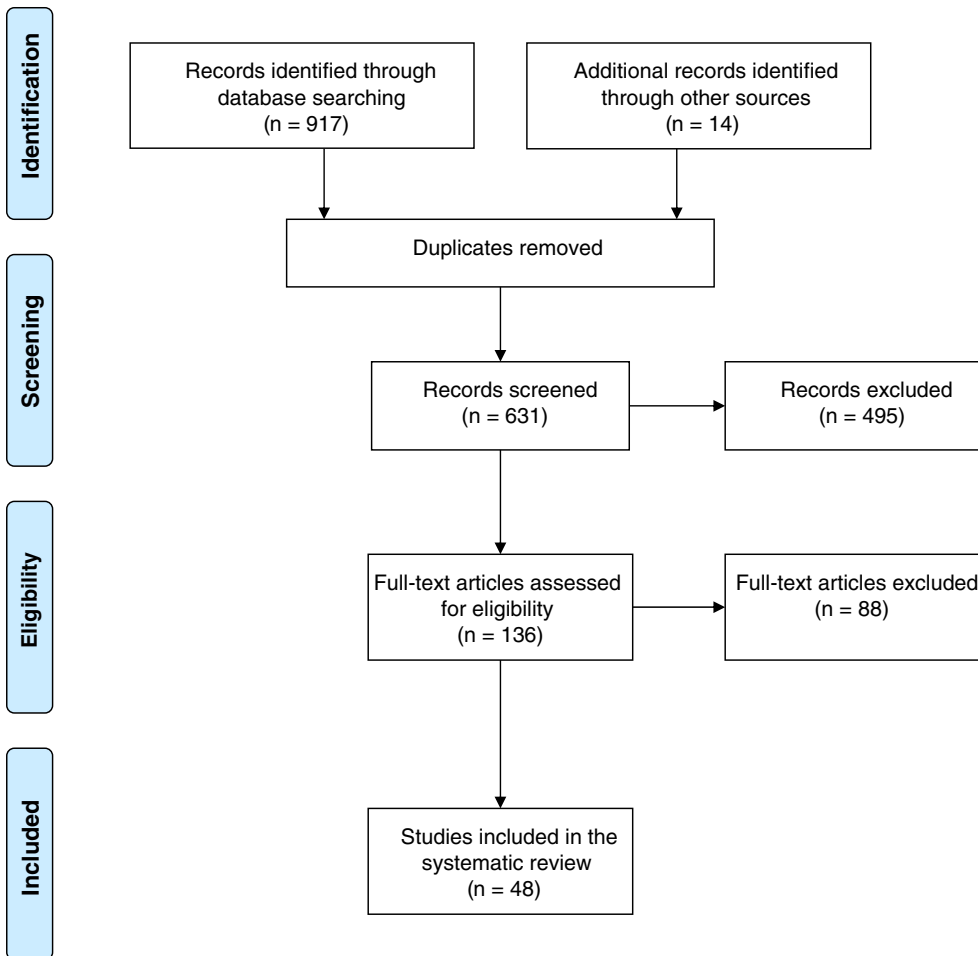 Identification
Records identified through
database searching
(n = 917)
Additional records identified
through other sources
(n = 14)
Duplicates removed
Screening
Records screened
(n = 631)
Records excluded
(n = 495)
Eligibility
Full-text articles assessed
for eligibility
(n = 136)
Full-text articles excluded
(n = 88)
Included
Studies included in the
systematic review
(n = 48)